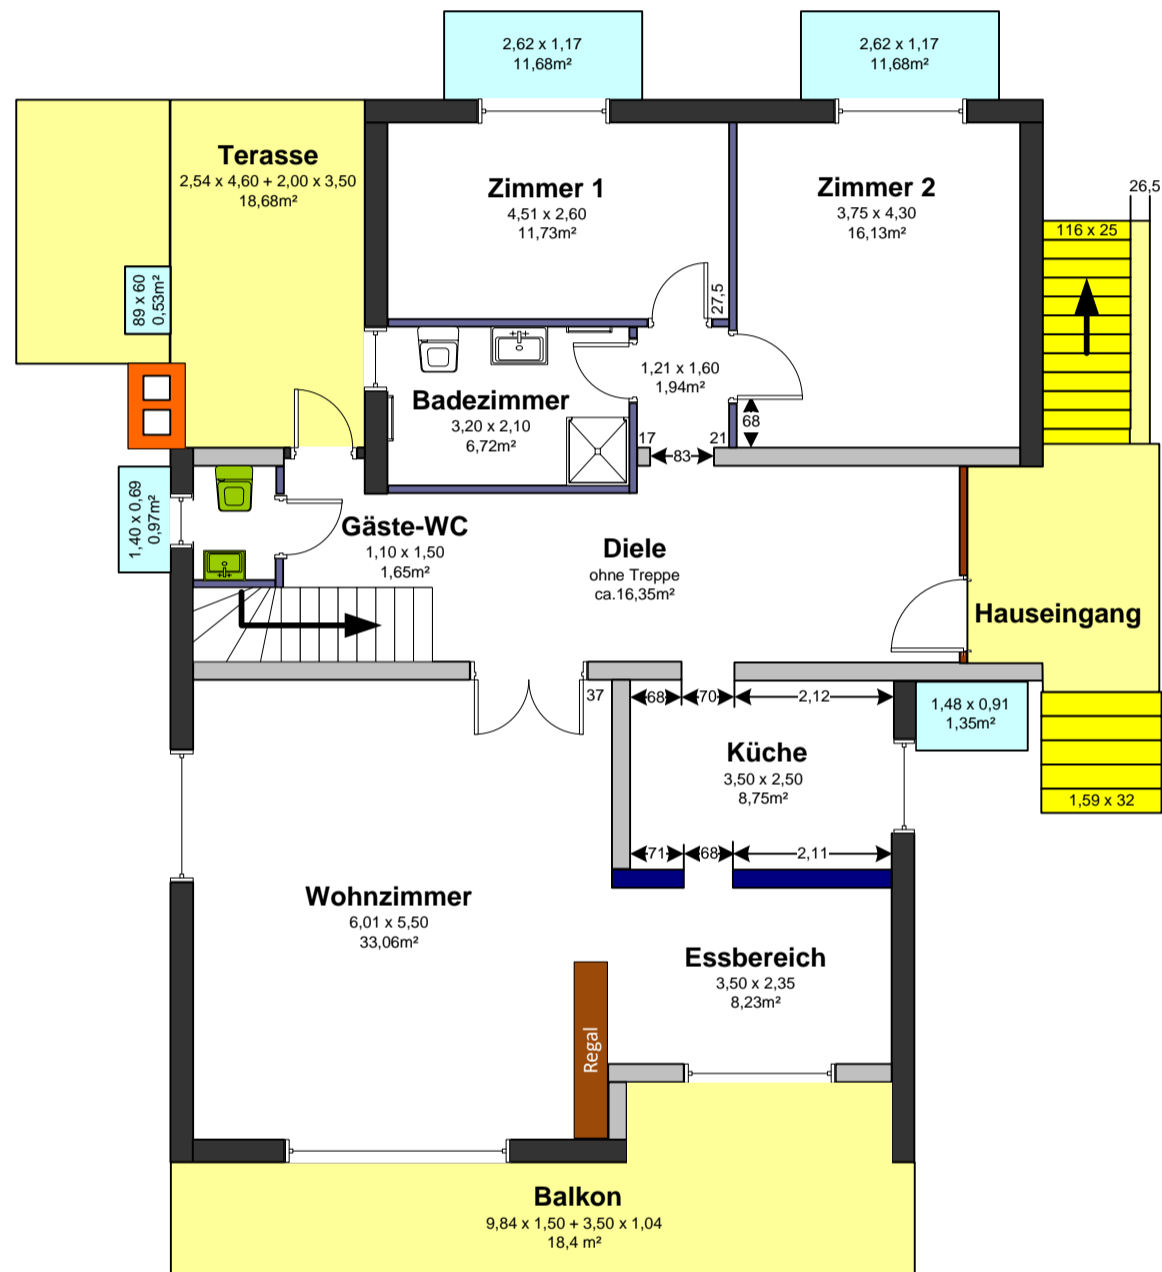 2,62 x 1,17
11,68m²
2,62 x 1,17
11,68m²
Terasse
2,54 x 4,60 + 2,00 x 3,50
18,68m²
Zimmer 1
4,51 x 2,60
11,73m²
Zimmer 2
3,75 x 4,30
16,13m²
26,5
116 x 25
89 x 60
0,53m²
27,5
1,21 x 1,60
1,94m²
Badezimmer
3,20 x 2,10
6,72m²
68
17
83
21
1,40 x 0,69
0,97m²
Gäste-WC
1,10 x 1,50
1,65m²
Diele
ohne Treppe
ca.16,35m²
Hauseingang
37
68
70
2,12
1,48 x 0,91
1,35m²
Küche
3,50 x 2,50
8,75m²
1,59 x 32
71
68
2,11
Wohnzimmer
6,01 x 5,50
33,06m²
Essbereich
3,50 x 2,35
8,23m²
Regal
Balkon
9,84 x 1,50 + 3,50 x 1,04
18,4 m²